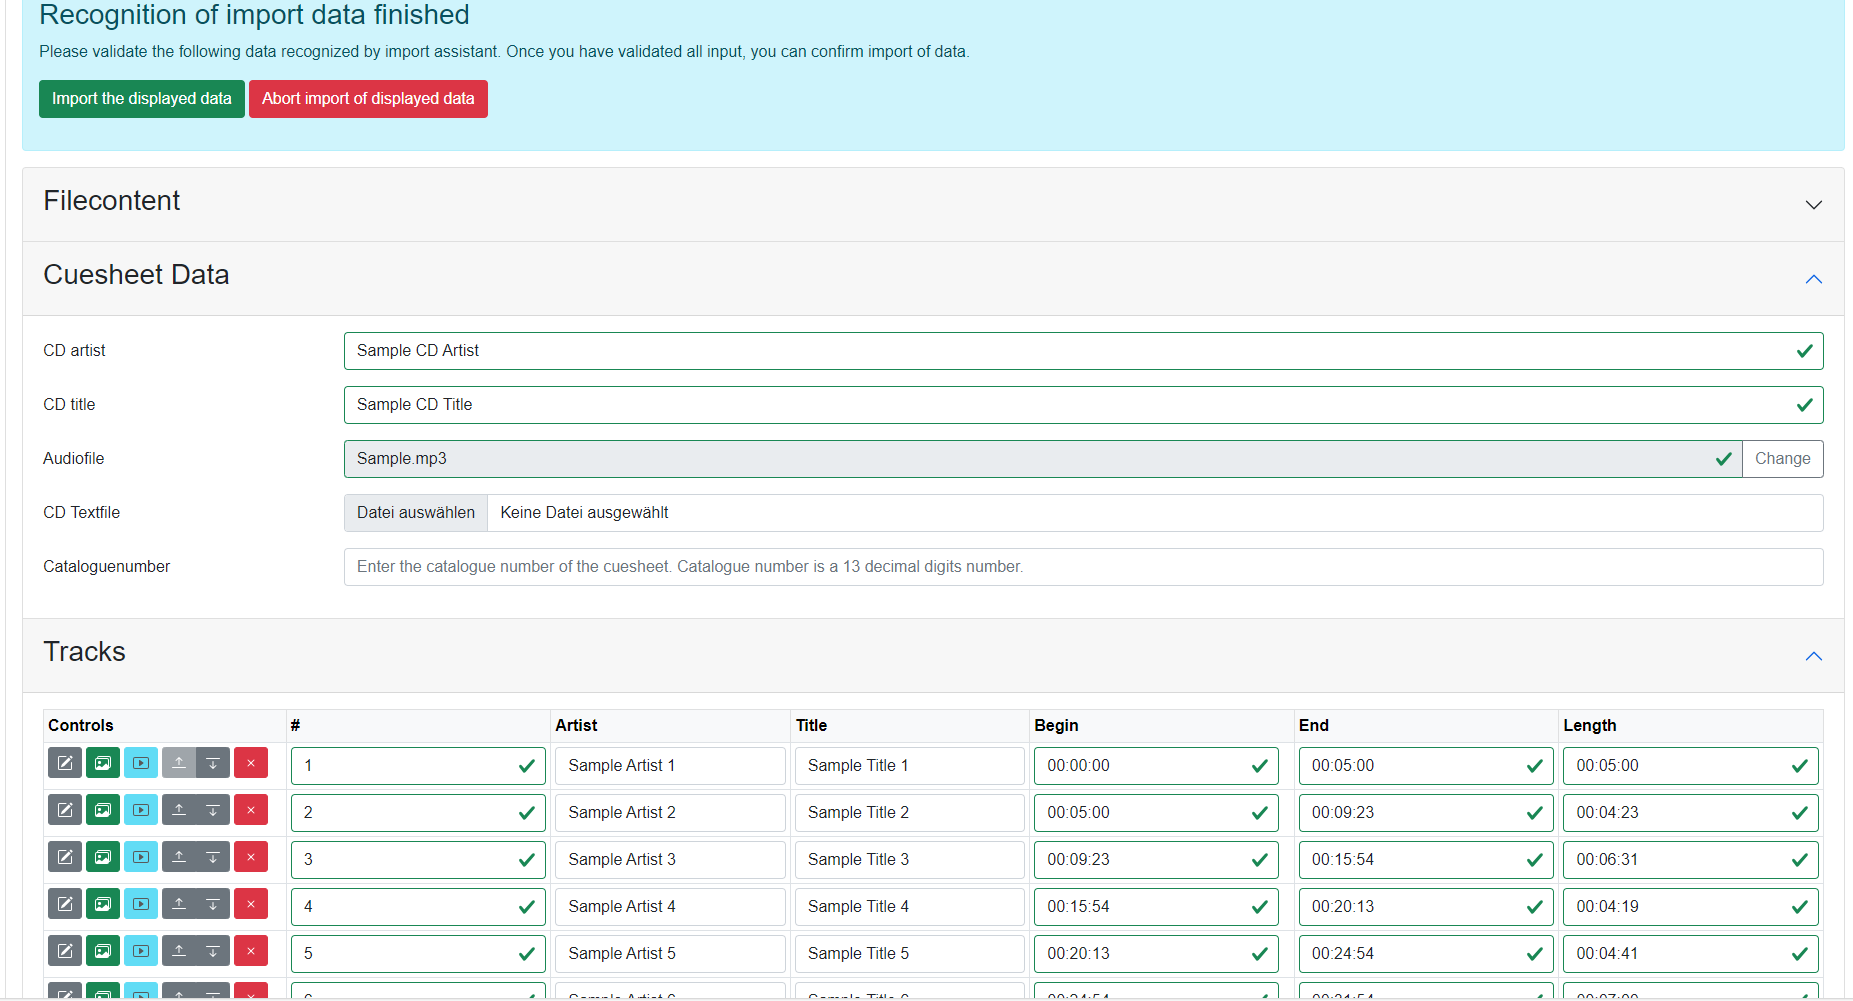 Recognition of import data finished
Please validate the following data recognized by import assistant. Once you have validated all input, you can confirm import of data.
Import the displayed data Abort import of displayed data
Filecontent
Cuesheet Data
CD artist Sample CD Artist
CD title Sample CD Title
Audiofile Sample.mp3 Change
CD Textfile Datei auswählen Keine Datei ausgewählt
Cataloguenumber Enter the catalogue number of the cuesheet. Catalogue number is a 13 decimal digits number.
Tracks
Controls # Artist Title Begin End Length
1 Sample Artist 1 Sample Title 1 00:00:00 00:05:00 00:05:00
2 Sample Artist 2 Sample Title 2 00:05:00 00:09:23 00:04:23
3 Sample Artist 3 Sample Title 3 00:09:23 00:15:54 00:06:31
4 Sample Artist 4 Sample Title 4 00:15:54 00:20:13 00:04:19
5 Sample Artist 5 Sample Title 5 00:20:13 00:24:54 00:04:41